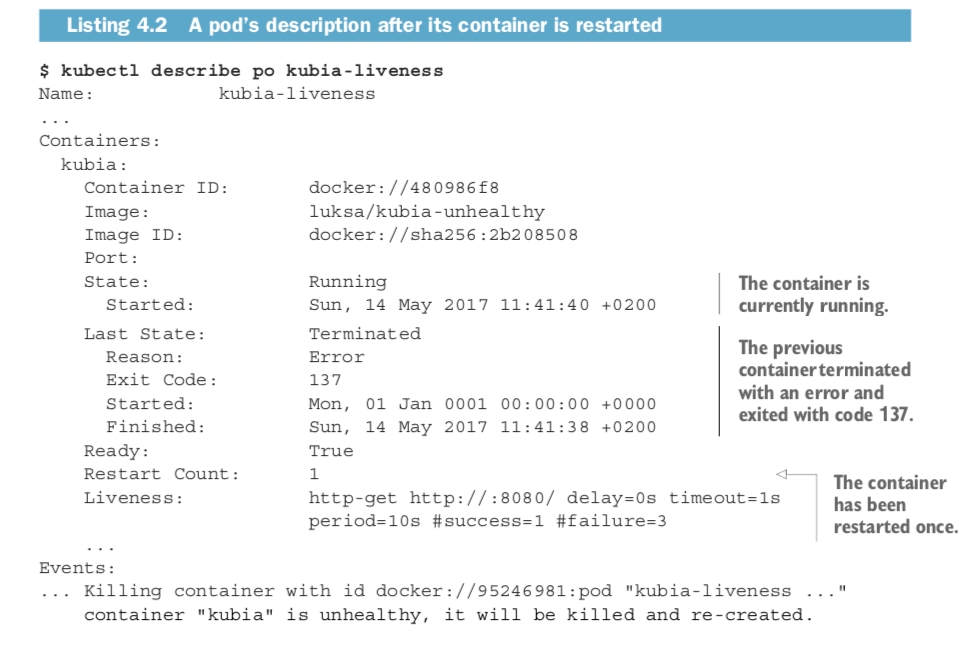 Listing 4.2 A pod's description after its container is restarted
$ kubectl describe po kubia-liveness
Name: kubia-liveness
...
Containers:
kubia:
Container ID: docker://480986f8
Image: luksa/kubia-unhealthy
Image ID: docker://sha256:2b208508
Port:
State: Running
Started: Sun, 14 May 2017 11:41:40 +0200
The container is
currently running.
Last State: Terminated
Reason: Error
Exit Code: 137
Started: Mon, 01 Jan 0001 00:00:00 +0000
Finished: Sun, 14 May 2017 11:41:38 +0200
The previous
container terminated
with an error and
exited with code 137.
Ready: True
Restart Count: 1
Liveness: http-get http://:8080/ delay=0s timeout=1s
period=10s #success=1 #failure=3
The container
has been
restarted once.
...
Events:
... Killing container with id docker://95246981:pod "kubia-liveness ..."
container "kubia" is unhealthy, it will be killed and re-created.